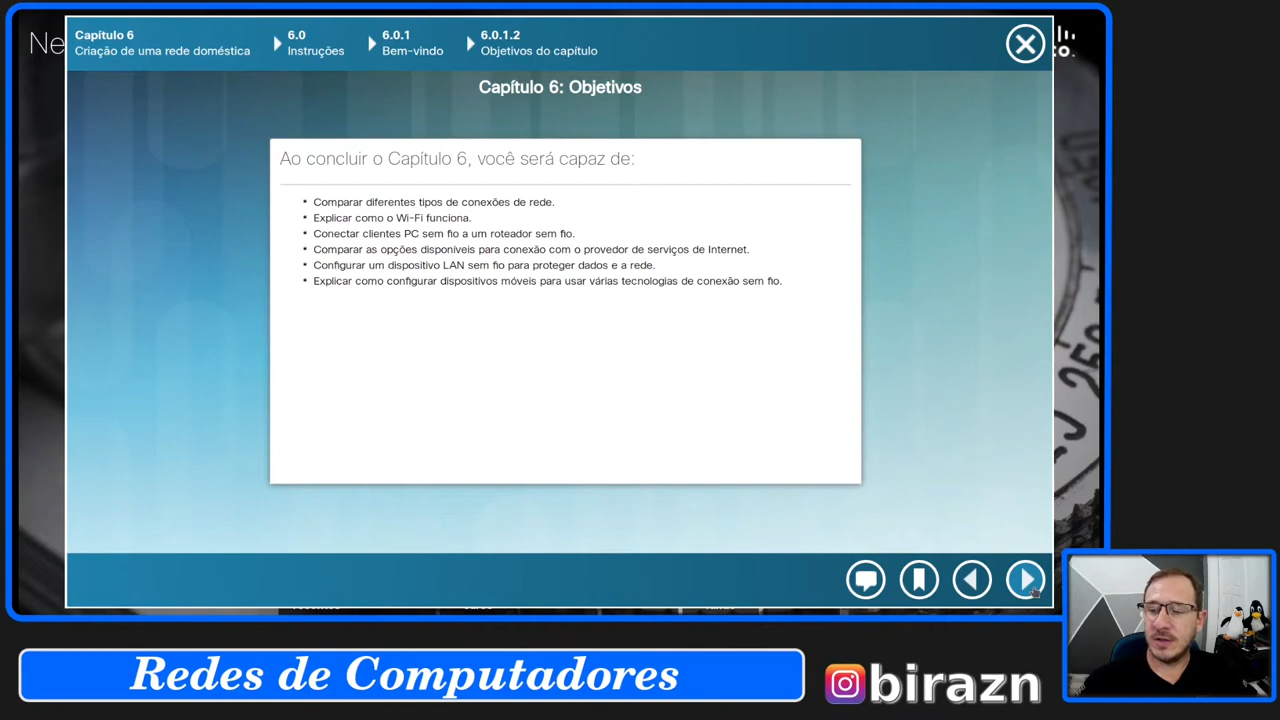 Ne
Capítulo 6
Criação de uma rede doméstica
6.0
Instruções
6.0.1
Bem-vindo
6.0.1.2
Objetivos do capítulo
Capítulo 6: Objetivos
Ao concluir o Capítulo 6, você será capaz de:
• Comparar diferentes tipos de conexões de rede.
• Explicar como o Wi-Fi funciona.
• Conectar clientes PC sem fio a um roteador sem fio.
• Comparar as opções disponíveis para conexão com o provedor de serviços de Internet.
• Configurar um dispositivo LAN sem fio para proteger dados e a rede.
• Explicar como configurar dispositivos móveis para usar várias tecnologias de conexão sem fio.
Redes de Computadores
birazn